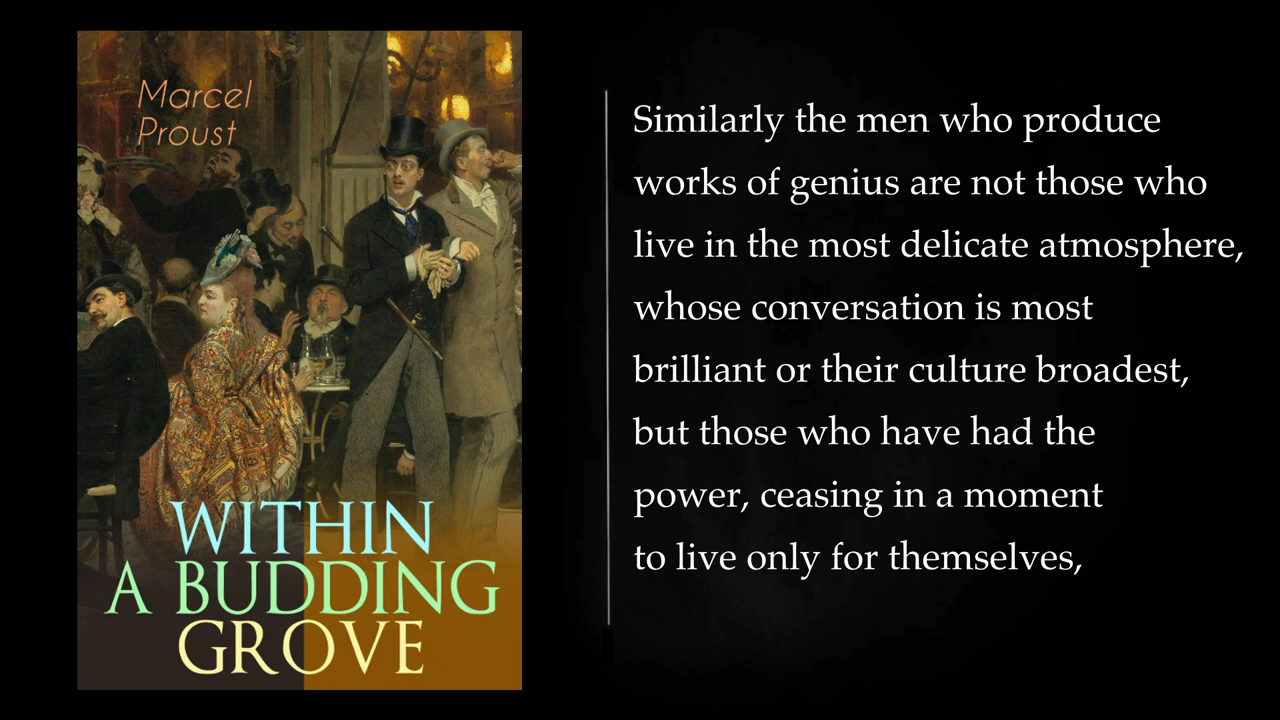 Marcel
Proust
WITHIN
A BUDDING
GROVE
Similarly the men who produce
works of genius are not those who
live in the most delicate atmosphere,
whose conversation is most
brilliant or their culture broadest,
but those who have had the
power, ceasing in a moment
to live only for themselves,